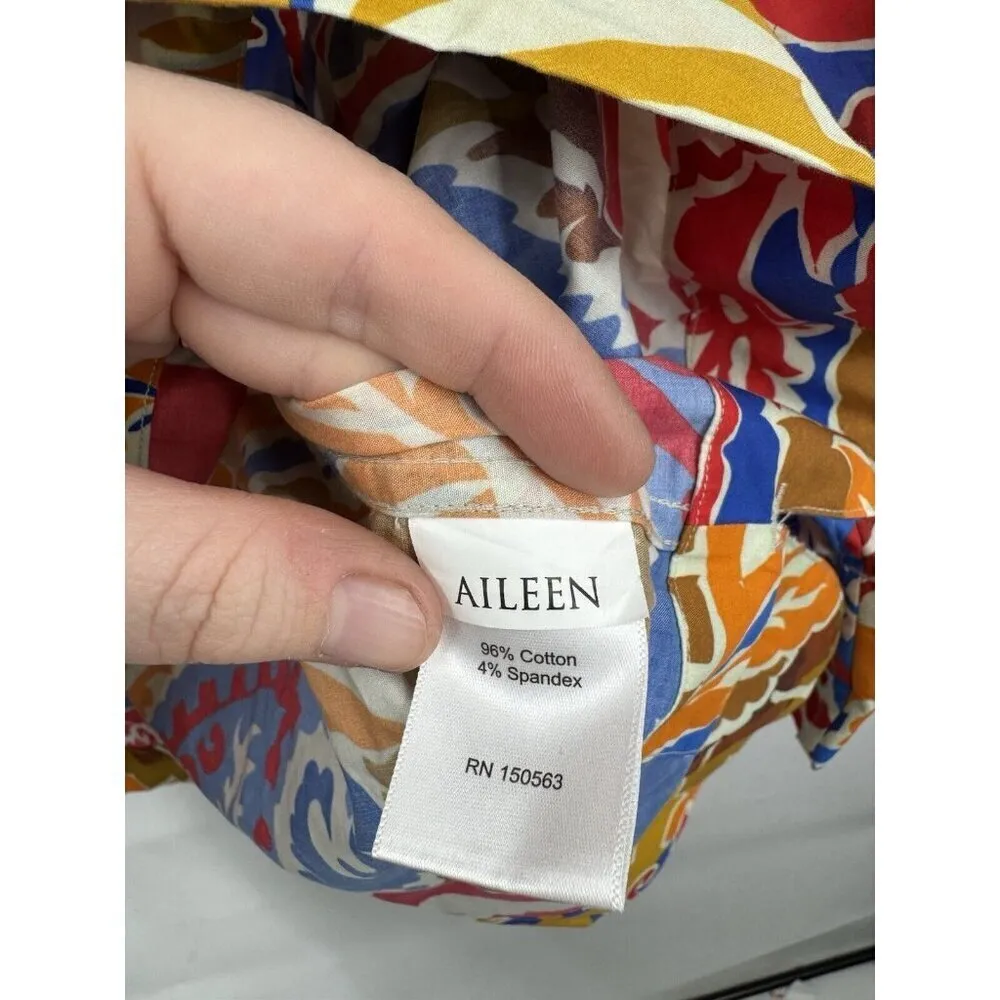 AILEEN
96% Cotton
4% Spandex
RN 150563